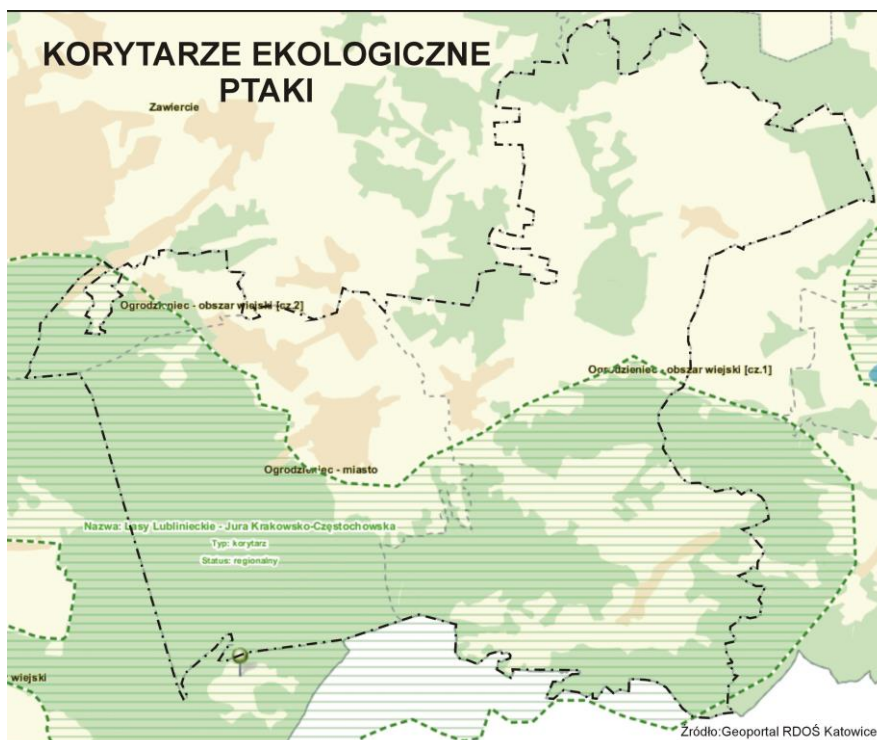 KORYTARZE EKOLOGICZNE
PTAKI
Zawiercie
Ogrodzieniec - obszar wiejski [cz.2]
Ogrodzieniec - obszar wiejski [cz.1]
Ogrodzieniec - miasto
Nazwa: Lasy Lublinieckie - Jura Krakowsko-Częstochowska
Typ: korytarz
Status: regionalny
wiejski
Źródło:Geoportal RDOŚ Katowice